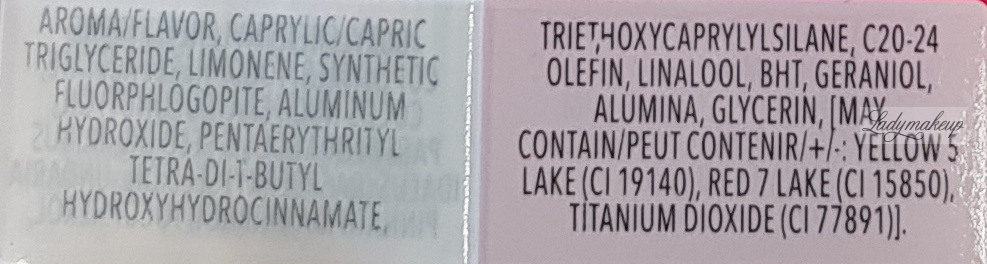 AROMA/FLAVOR, CAPRYLIC/CAPRIC
TRIGLYCERIDE, LIMONENE, SYNTHETIC
FLUORPHLOGOPITE, ALUMINUM
HYDROXIDE, PENTAERYTHRITYL
TETRA-DI-T-BUTYL
HYDROXYHYDROCINNAMATE,
TRIETHOXYCAPRYLYLSILANE, C20-24
OLEFIN, LINALOOL, BHT, GERANIOL,
ALUMINA, GLYCERIN, [MAY
CONTAIN/PEUT CONTENIR/+/-: YELLOW 5
LAKE (CI 19140), RED 7 LAKE (CI 15850),
TITANIUM DIOXIDE (CI 77891)].
Ladymakeup